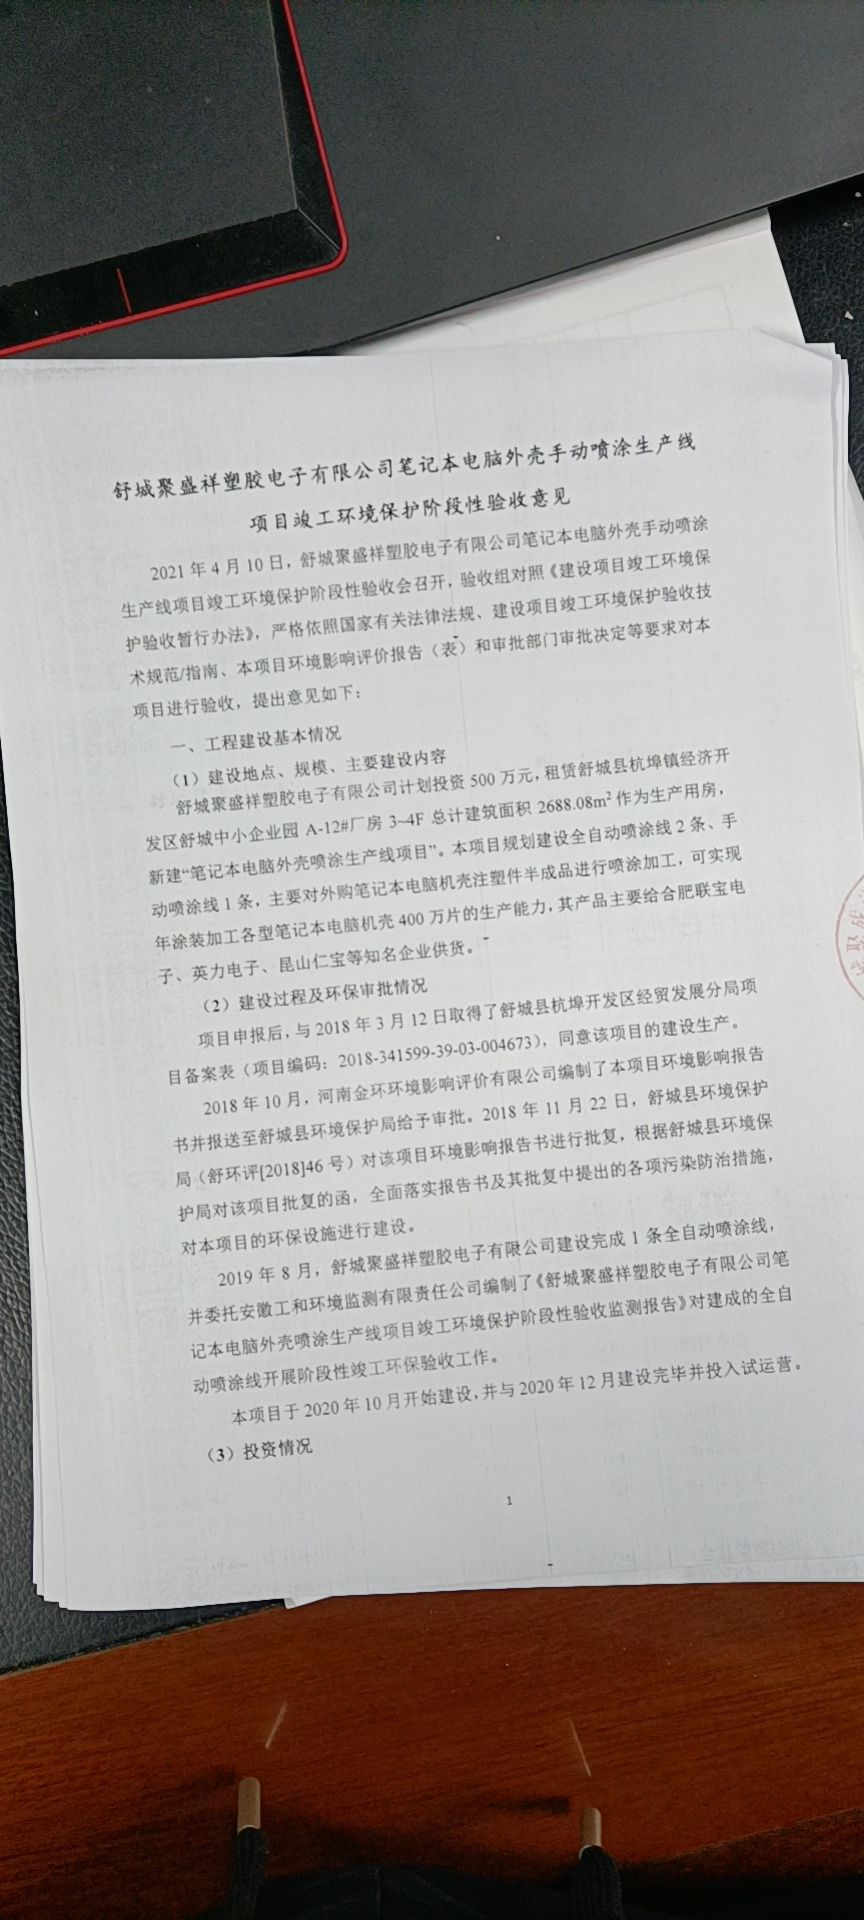 舒城聚盛祥塑胶电子有限公司笔记本电脑外壳手动喷涂生产线
项目竣工环境保护阶段性验收意见
2021年4月10日，舒城聚盛祥塑胶电子有限公司笔记本电脑外壳手动喷涂
生产线项目竣工环境保护阶段性验收会召开，验收组对照《建设项目竣工环境保
护验收暂行办法》，严格依照国家有关法律法规、建设项目竣工环境保护验收技
术规范/指南、本项目环境影响评价报告（表）和审批部门审批决定等要求对本
项目进行验收，提出意见如下：
一、工程建设基本情况
（1）建设地点、规模、主要建设内容
舒城聚盛祥塑胶电子有限公司计划投资500万元，租赁舒城县杭埠镇经济开
发区舒城中小企业园 A-12#厂房 3~4F 总计建筑面积 2688.08m²作为生产用房，
新建“笔记本电脑外壳喷涂生产线项目”。本项目规划建设全自动喷涂线2条、手
动喷涂线1条，主要对外购笔记本电脑机壳注塑件半成品进行喷涂加工，可实现
年涂装加工各型笔记本电脑机壳400万片的生产能力，其产品主要给合肥联宝电
子、英力电子、昆山仁宝等知名企业供货。
（2）建设过程及环保审批情况
项目申报后，与2018年3月12日取得了舒城县杭埠开发区经贸发展分局项
目备案表（项目编码：2018-341599-39-03-004673），同意该项目的建设生产。
2018年10月，河南金环环境影响评价有限公司编制了本项目环境影响报告
书并报送至舒城县环境保护局给予审批。2018年11月22日，舒城县环境保护
局（舒环评[2018]46号）对该项目环境影响报告书进行批复，根据舒城县环境保
护局对该项目批复的函，全面落实报告书及其批复中提出的各项污染防治措施，
对本项目的环保设施进行建设。
2019年8月，舒城聚盛祥塑胶电子有限公司建设完成1条全自动喷涂线，
并委托安徽工和环境监测有限责任公司编制了《舒城聚盛祥塑胶电子有限公司笔
记本电脑外壳喷涂生产线项目竣工环境保护阶段性验收监测报告》对建成的全自
动喷涂线开展阶段性竣工环保验收工作。
本项目于2020年10月开始建设，并与2020年12月建设完毕并投入试运营。
（3）投资情况
1